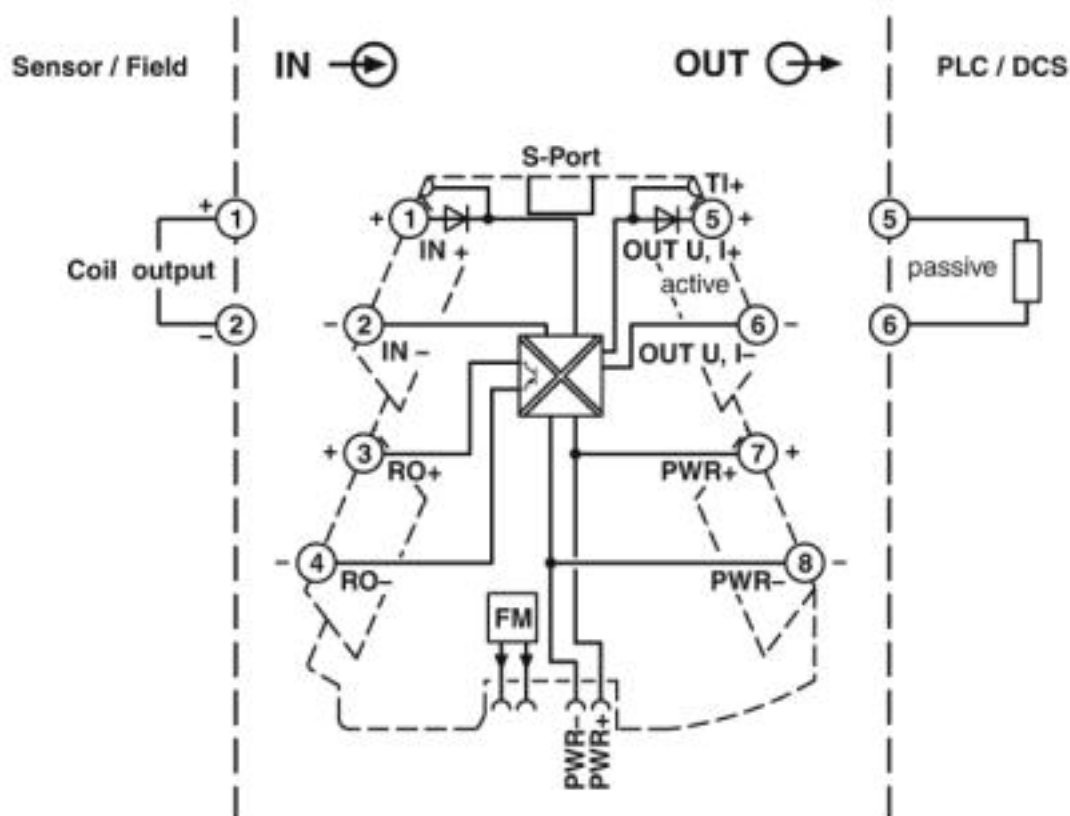 Sensor / Field
IN
OUT
PLC / DCS
S-Port
TI+
+ 1
+ 1
5 +
5
IN +
OUT U, I+
Coil output
active
passive
– 2
– 2
6 –
6
IN –
OUT U, I–
+ 3
7 +
RO+
PWR+
– 4
8 –
RO–
PWR–
FM
PWR–
PWR+